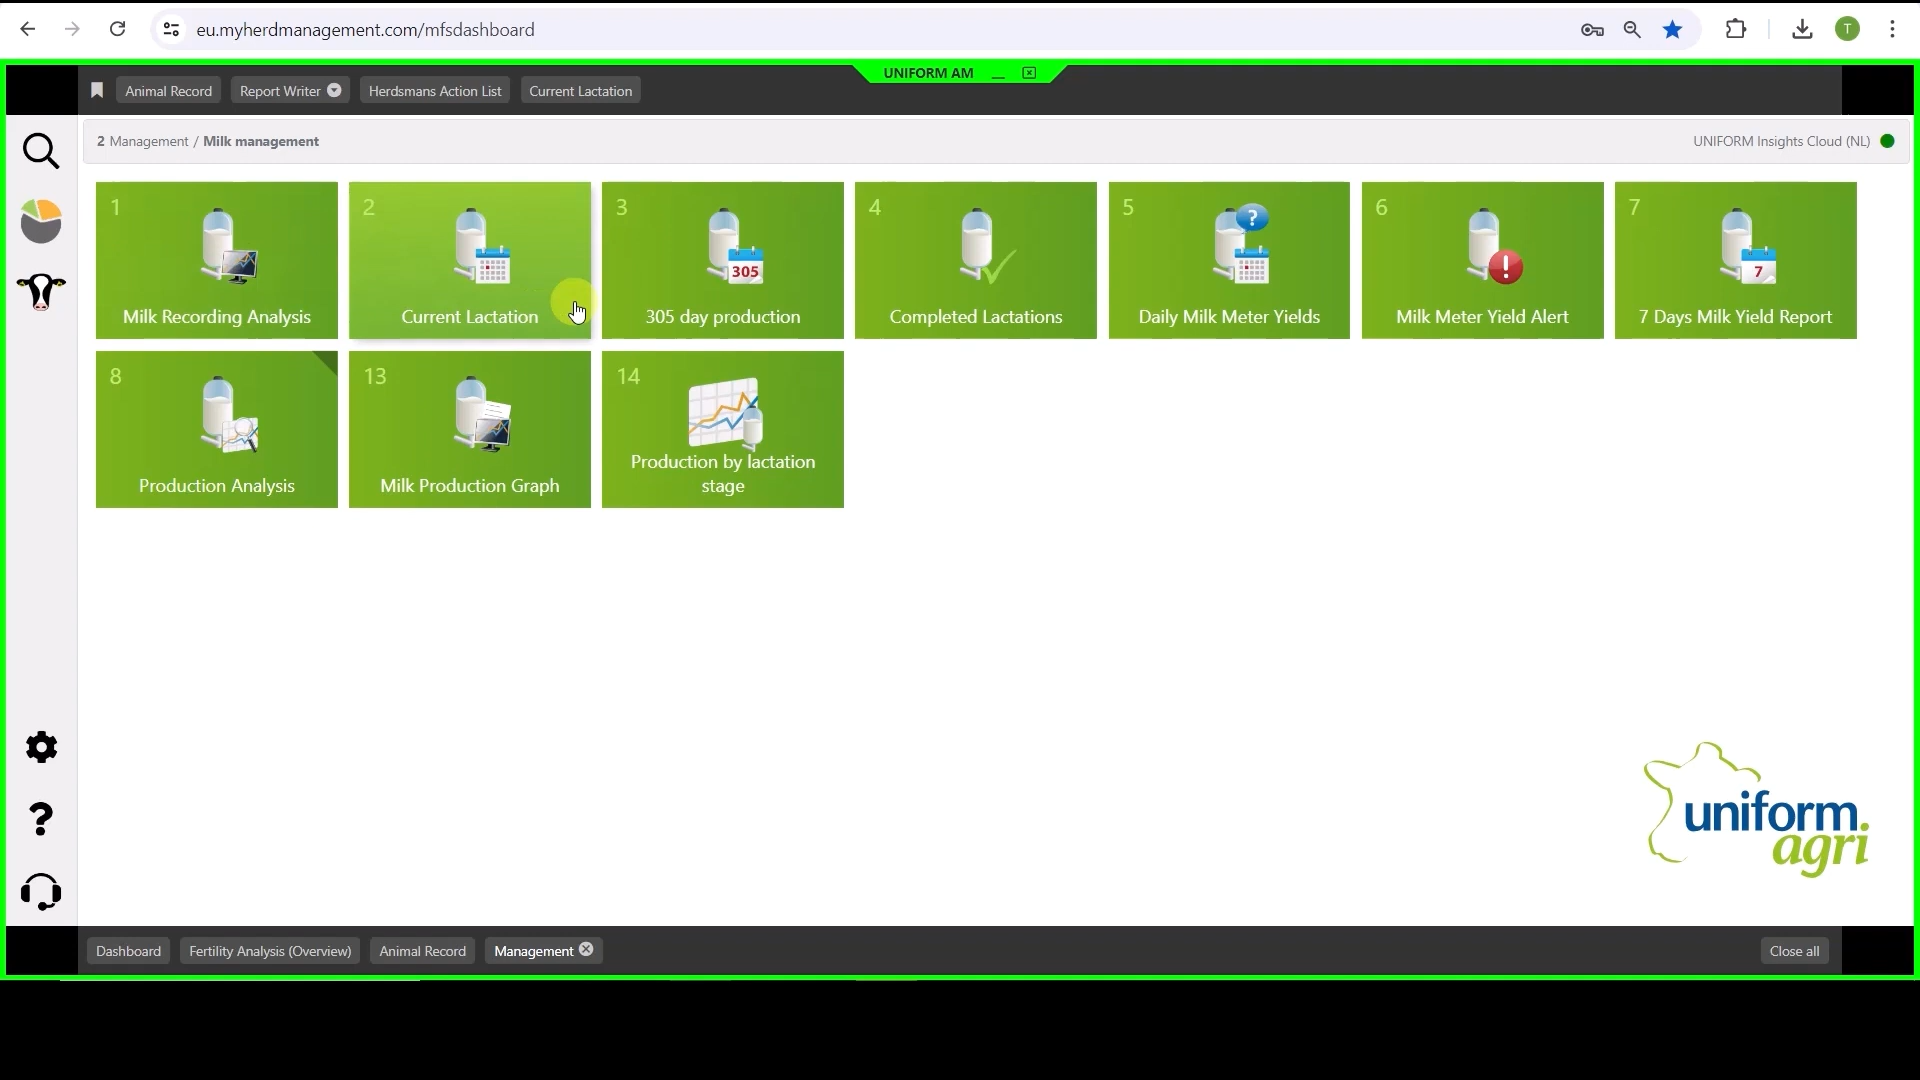 eu.myherdmanagement.com/mfsdashboard
T
UNIFORM AM
Animal Record
Report Writer
Herdsmans Action List
Current Lactation
2 Management / Milk management
UNIFORM Insights Cloud (NL)
1
Milk Recording Analysis
2
Current Lactation
3
305
305 day production
4
Completed Lactations
5
?
Daily Milk Meter Yields
6
!
Milk Meter Yield Alert
7
7
7 Days Milk Yield Report
8
Production Analysis
13
Milk Production Graph
14
Production by lactation
stage
?
uniform
agri
Dashboard
Fertility Analysis (Overview)
Animal Record
Management
Close all